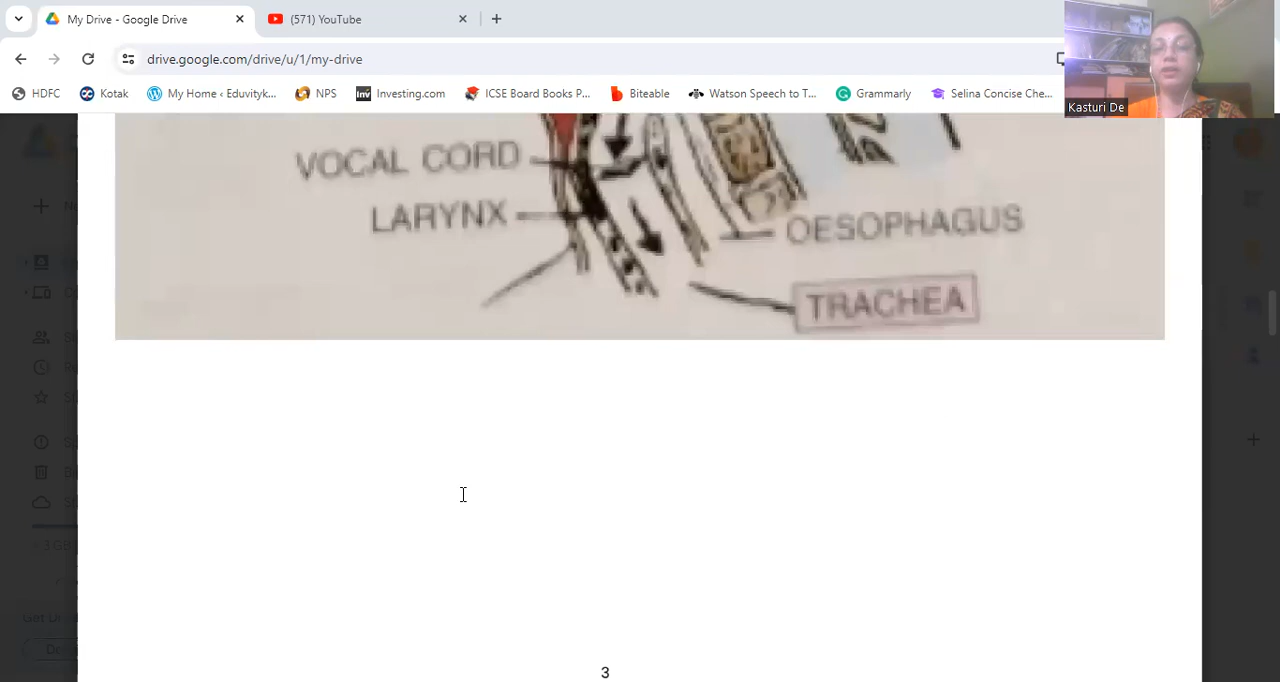 My Drive - Google Drive
(571) YouTube
drive.google.com/drive/u/1/my-drive
HDFC
Kotak
My Home ‹ Eduvityk...
NPS
Investing.com
ICSE Board Books P...
Biteable
Watson Speech to T...
Grammarly
Selina Concise Che...
Kasturi De
VOCAL CORD
LARYNX
OESOPHAGUS
TRACHEA
3